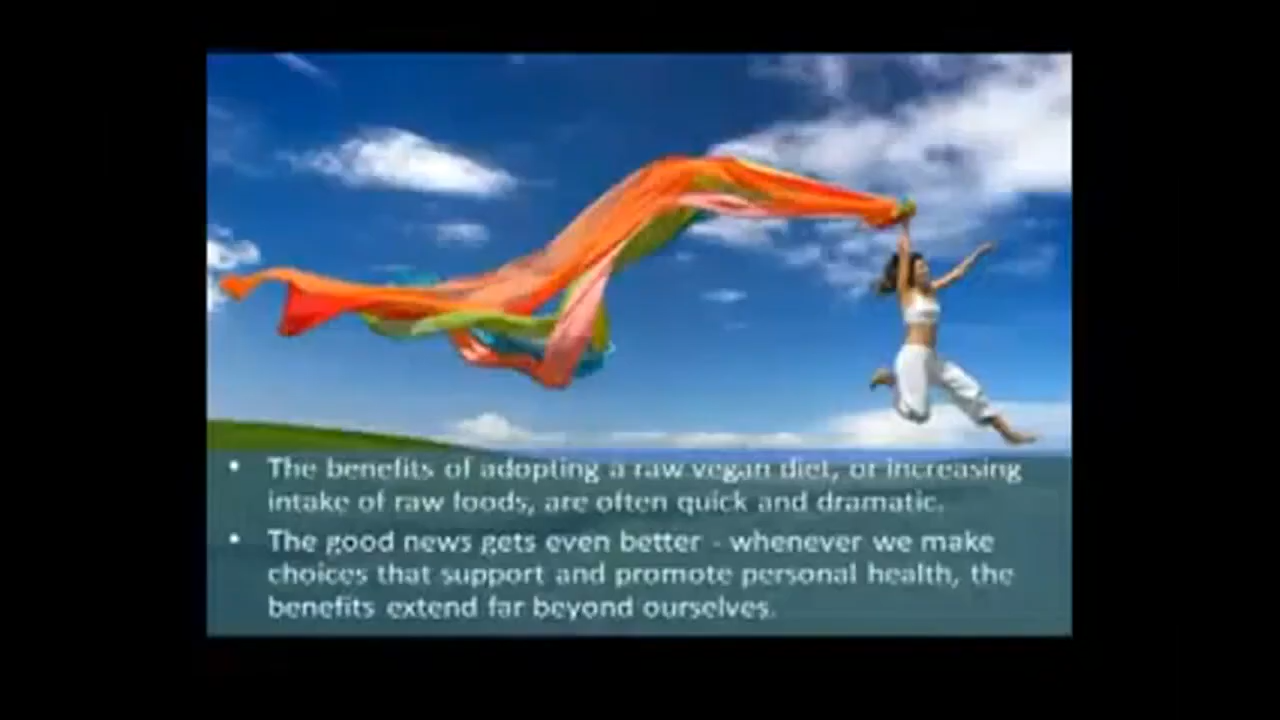 • The benefits of adopting a raw vegan diet, or increasing
intake of raw foods, are often quick and dramatic.
• The good news gets even better - whenever we make
choices that support and promote personal health, the
benefits extend far beyond ourselves.